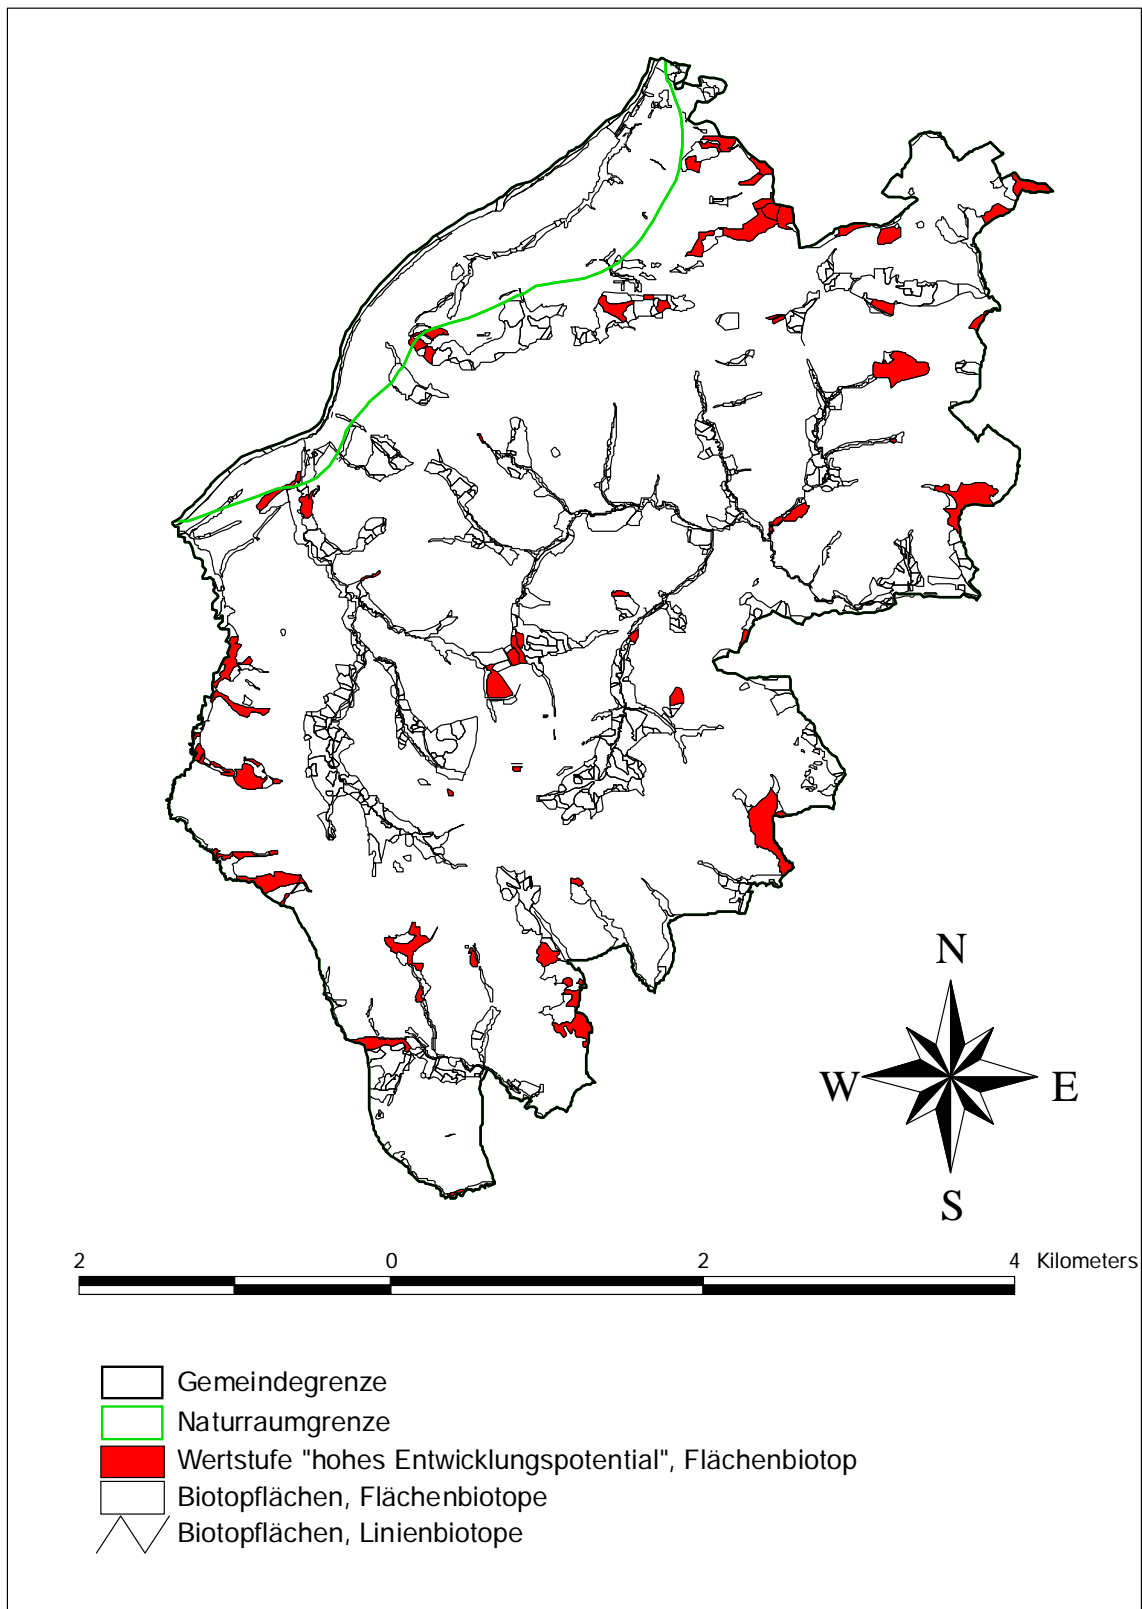 N
W E
S
2 0 2 4 Kilometers
Gemeindegrenze
Naturraumgrenze
Wertstufe "hohes Entwicklungspotential", Flächenbiotop
Biotopflächen, Flächenbiotope
Biotopflächen, Linienbiotope